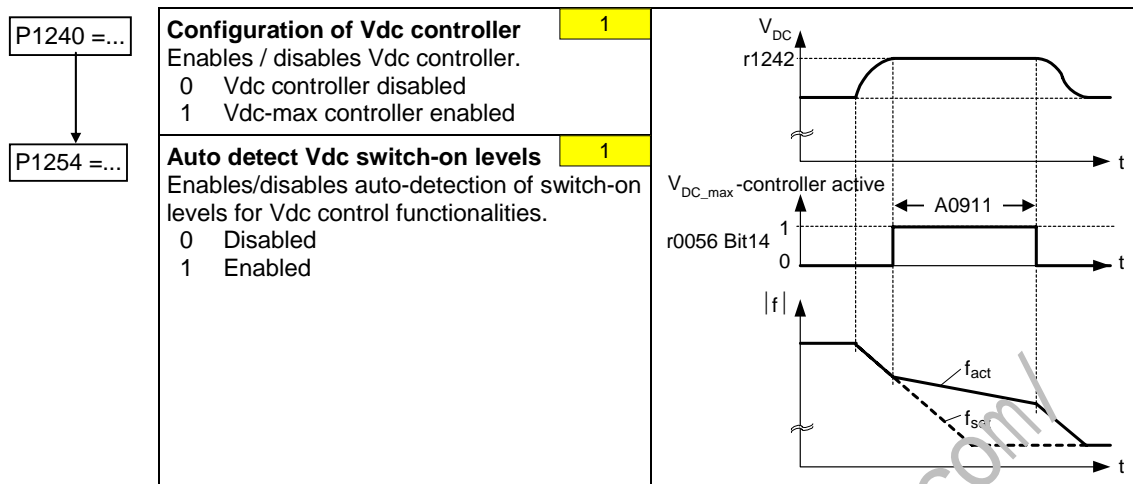 P1240 =...
Configuration of Vdc controller 1
Enables / disables Vdc controller.
0 Vdc controller disabled
1 Vdc-max controller enabled
P1254 =...
Auto detect Vdc switch-on levels 1
Enables/disables auto-detection of switch-on
levels for Vdc control functionalities.
0 Disabled
1 Enabled
VDC
r1242
t
VDC_max-controller active
A0911
1
r0056 Bit14
0
t
|f|
fact
t
com/